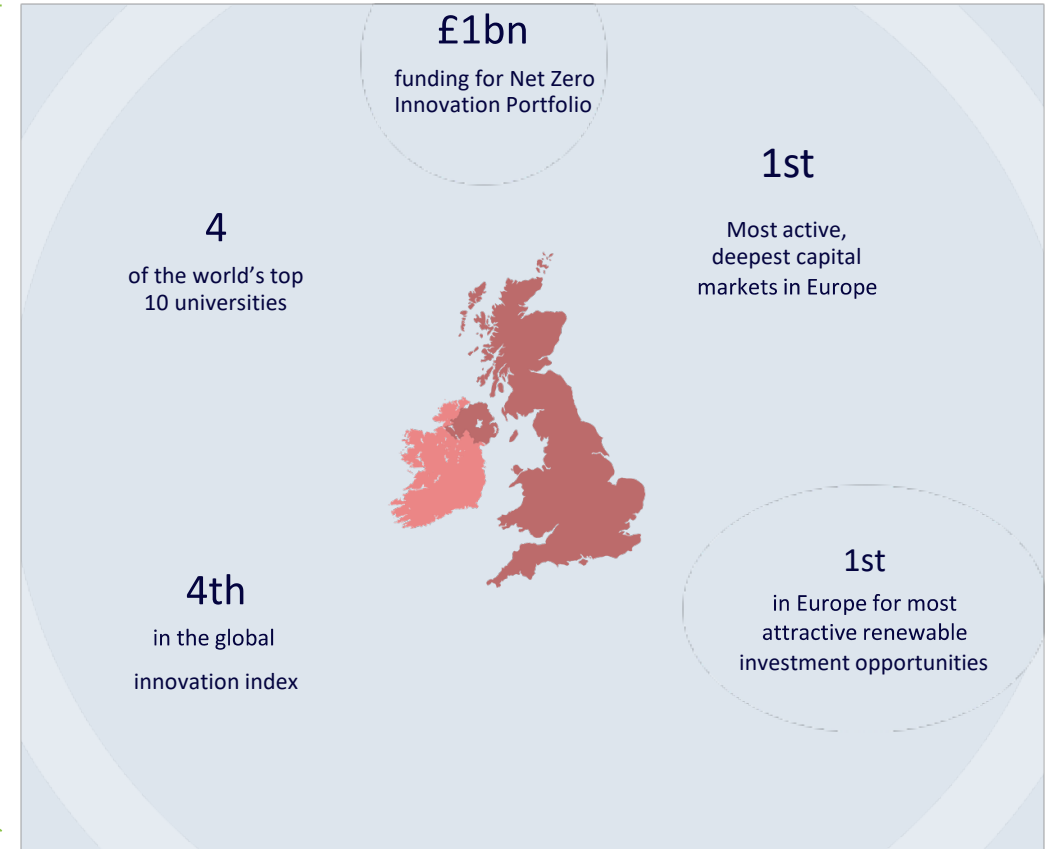 £1bn
funding for Net Zero
Innovation Portfolio
1st
Most active,
deepest capital
markets in Europe
4
of the world’s top
10 universities
4th
in the global
innovation index
1st
in Europe for most
attractive renewable
investment opportunities